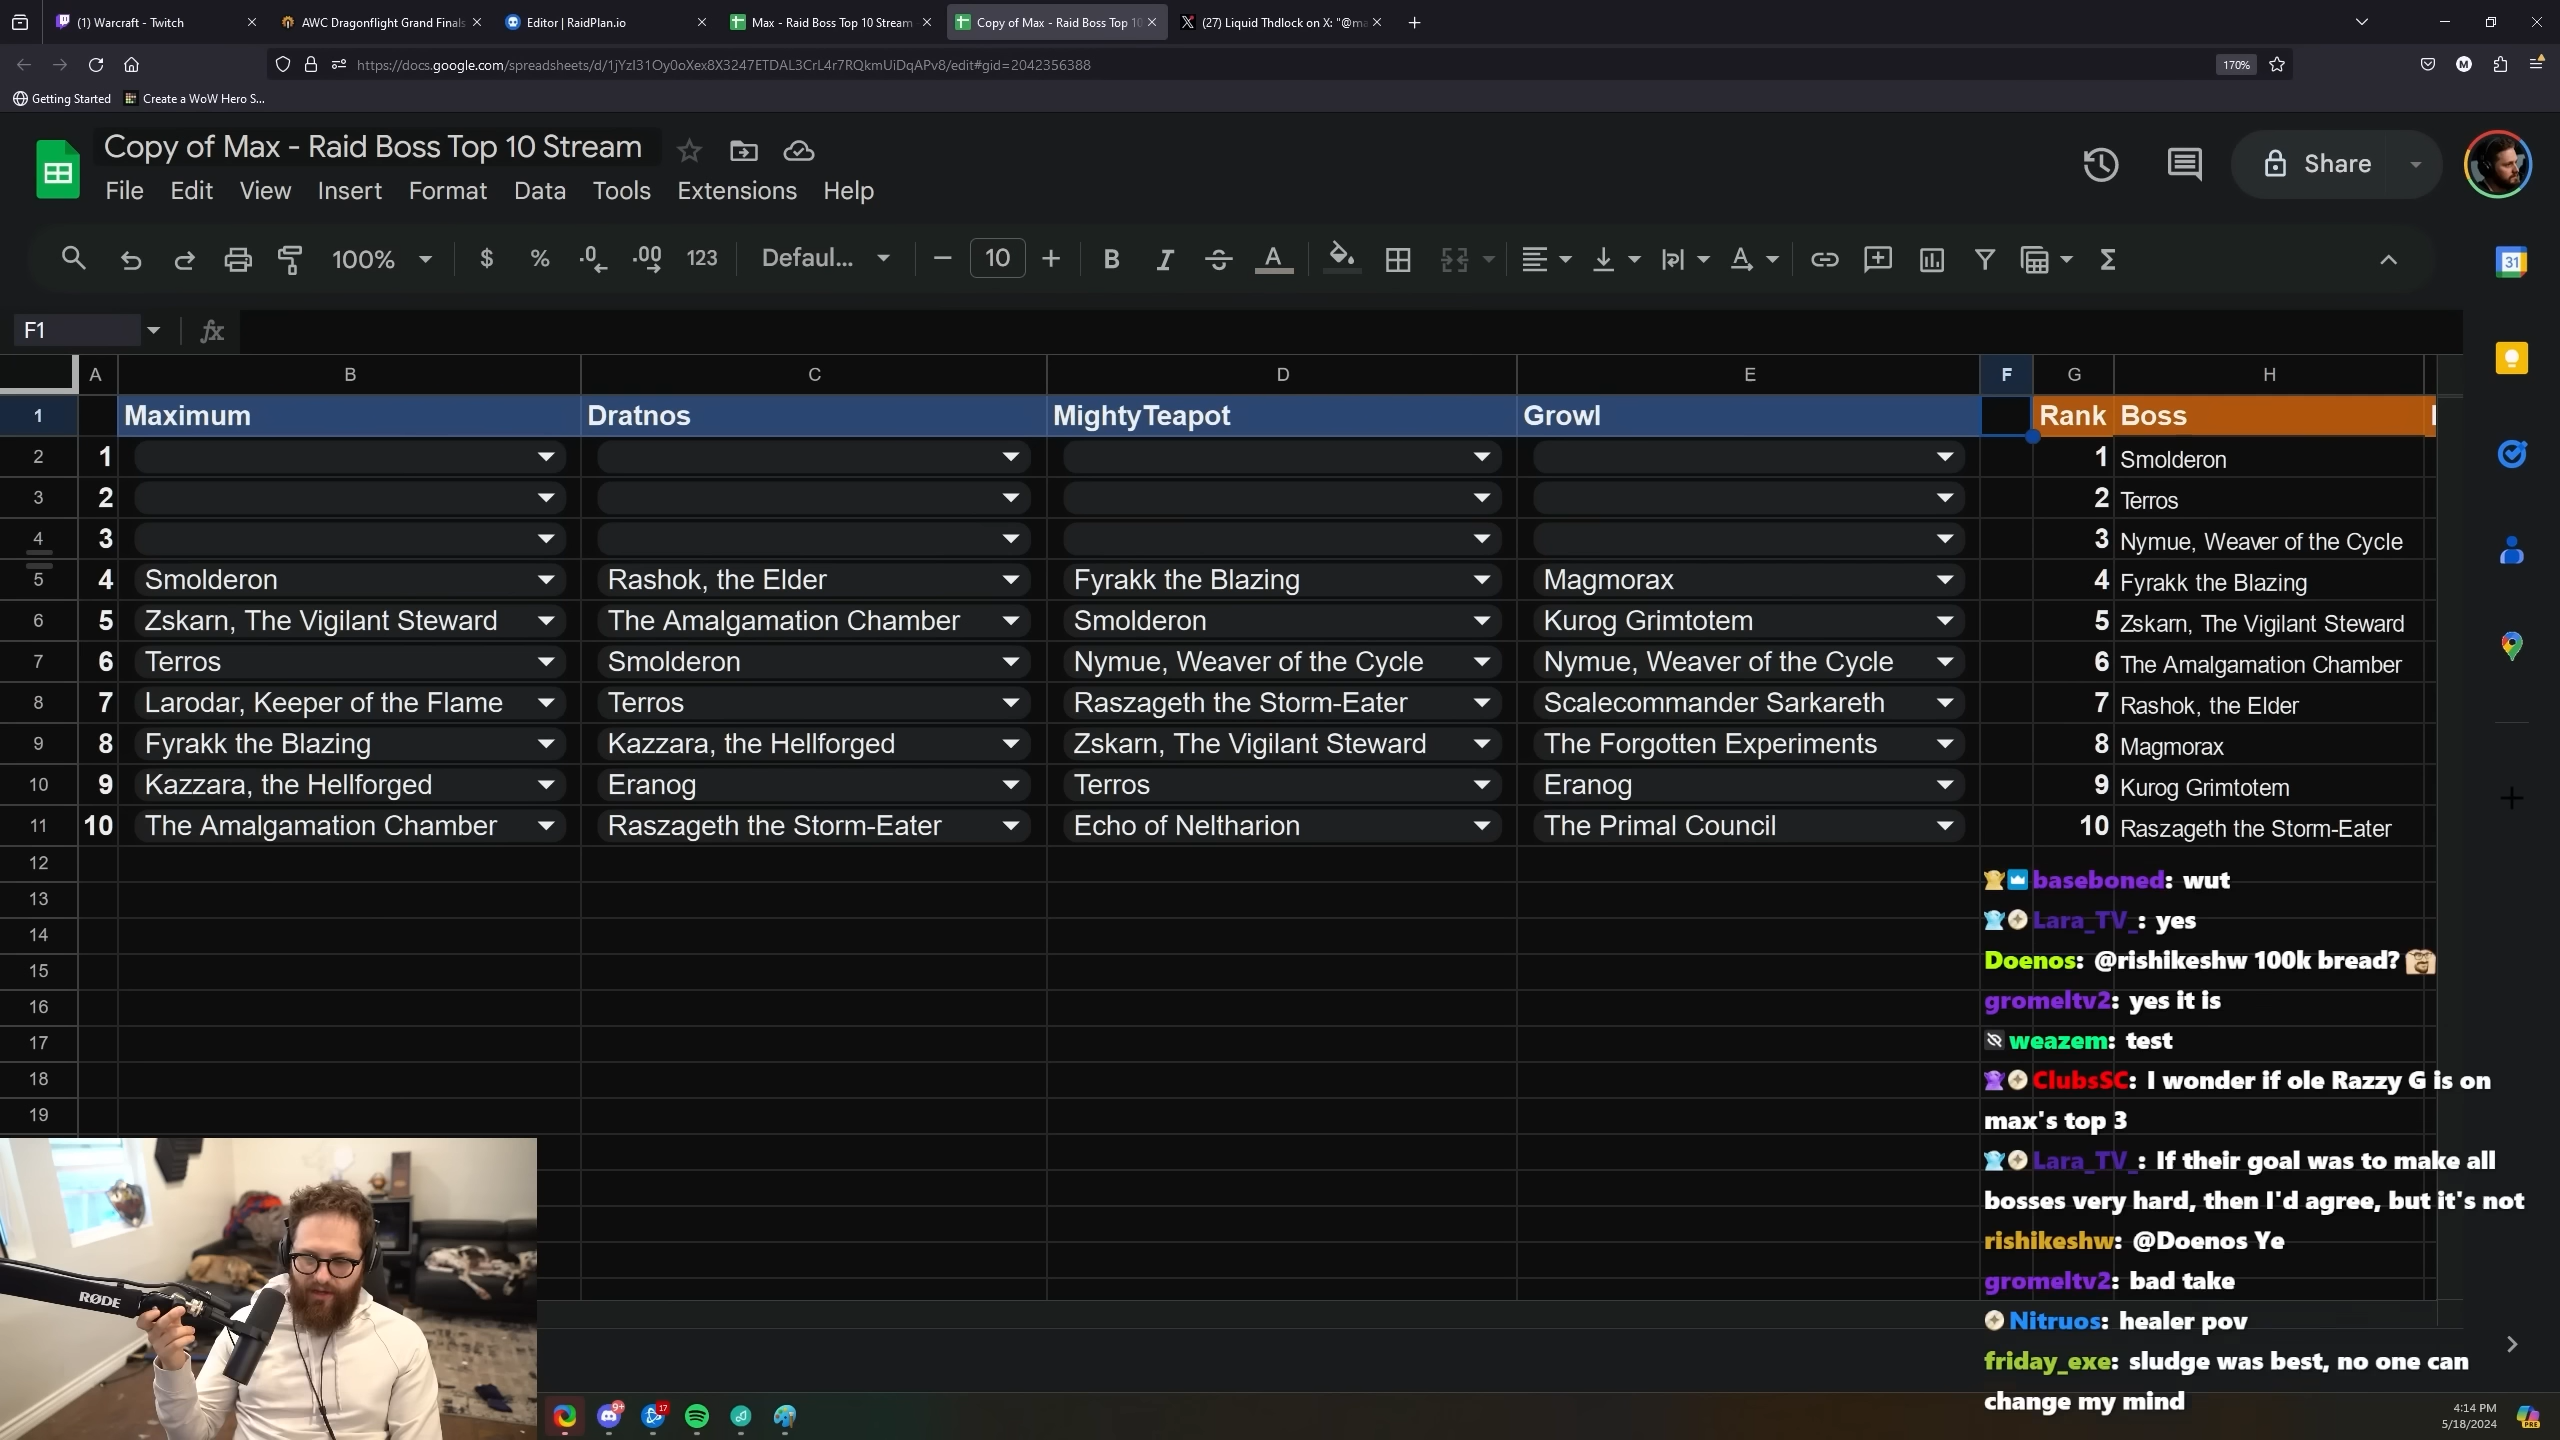 (1) Warcraft - Twitch
AWC Dragonflight Grand Finals
Editor | RaidPlan.io
Max - Raid Boss Top 10 Stream
Copy of Max - Raid Boss Top 10
(27) Liquid Thdlock on X: "@ma
https://docs.google.com/spreadsheets/d/1jYzI31Oy0oXex8X3247ETDAL3CrL4r7RQkmUiDqAPv8/edit#gid=2042356388
170%
Getting Started
Create a WoW Hero S...
Copy of Max - Raid Boss Top 10 Stream
File Edit View Insert Format Data Tools Extensions Help
Share
100% $ % .0 .00 123 Defaul... 10 B I S A
31
F1 fx
A B C D E F G H
1 Maximum Dratnos MightyTeapot Growl Rank Boss
2 1 1 Smolderon
3 2 2 Terros
4 3 3 Nymue, Weaver of the Cycle
5 4 Smolderon Rashok, the Elder Fyrakk the Blazing Magmorax 4 Fyrakk the Blazing
6 5 Zskarn, The Vigilant Steward The Amalgamation Chamber Smolderon Kurog Grimtotem 5 Zskarn, The Vigilant Steward
7 6 Terros Smolderon Nymue, Weaver of the Cycle Nymue, Weaver of the Cycle 6 The Amalgamation Chamber
8 7 Larodar, Keeper of the Flame Terros Raszageth the Storm-Eater Scalecommander Sarkareth 7 Rashok, the Elder
9 8 Fyrakk the Blazing Kazzara, the Hellforged Zskarn, The Vigilant Steward The Forgotten Experiments 8 Magmorax
10 9 Kazzara, the Hellforged Eranog Terros Eranog 9 Kurog Grimtotem
11 10 The Amalgamation Chamber Raszageth the Storm-Eater Echo of Neltharion The Primal Council 10 Raszageth the Storm-Eater
12
13
14
15
16
17
18
19
baseboned: wut
Lara_TV_: yes
Doenos: @rishikeshw 100k bread?
gromeltv2: yes it is
weazem: test
ClubsSC: I wonder if ole Razzy G is on
max's top 3
Lara_TV_: If their goal was to make all
bosses very hard, then I'd agree, but it's not
rishikeshw: @Doenos Ye
gromeltv2: bad take
Nitruos: healer pov
friday_exe: sludge was best, no one can
change my mind
RØDE
9+
17
4:14 PM
5/18/2024
PRE